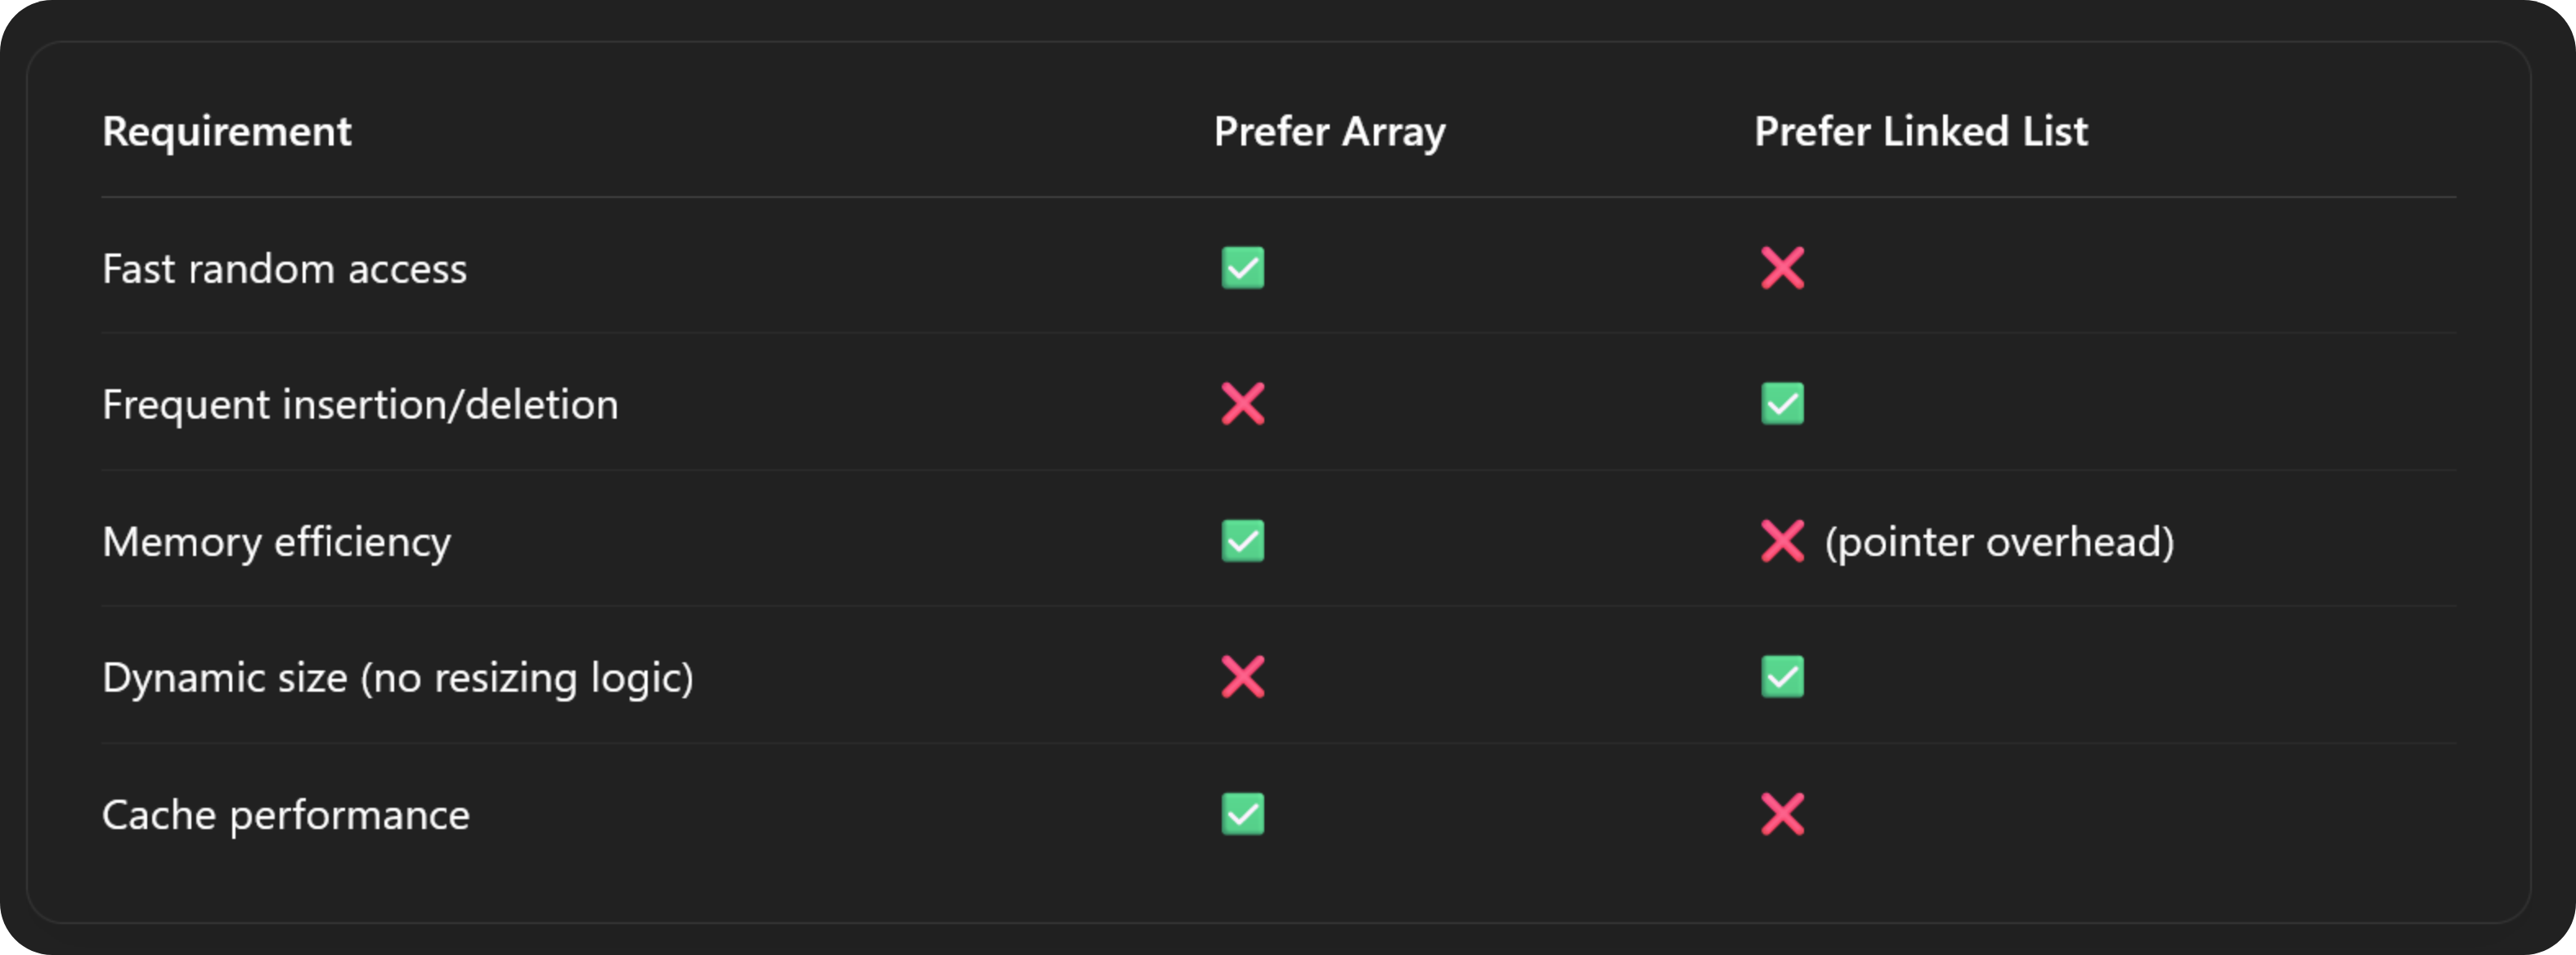 Requirement Prefer Array Prefer Linked List
Fast random access ✅ ❌
Frequent insertion/deletion ❌ ✅
Memory efficiency ✅ ❌ (pointer overhead)
Dynamic size (no resizing logic) ❌ ✅
Cache performance ✅ ❌